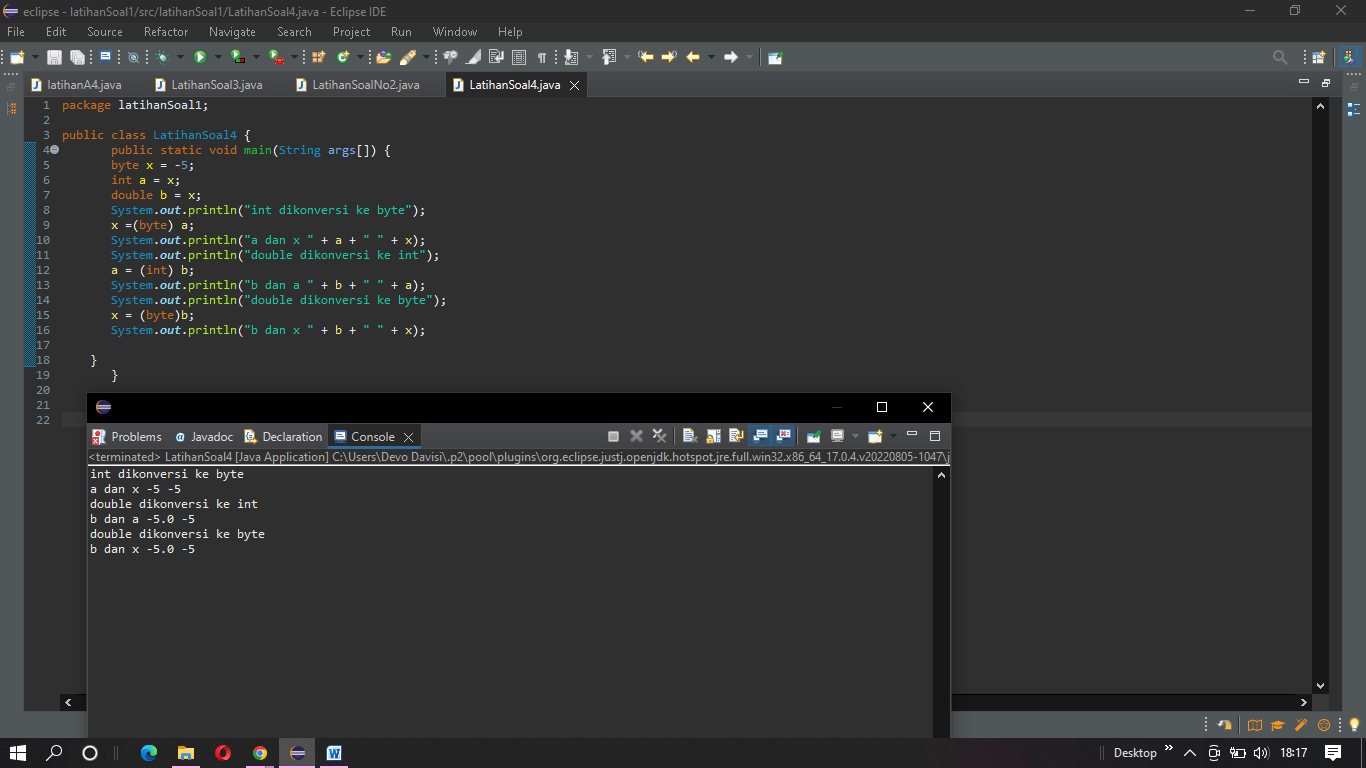 eclipse - latihanSoal1/src/latihanSoal1/LatihanSoal4.java - Eclipse IDE
File Edit Source Refactor Navigate Search Project Run Window Help
latihanA4.java LatihanSoal3.java LatihanSoalNo2.java LatihanSoal4.java
1 package latihanSoal1;
2
3 public class LatihanSoal4 {
4 public static void main(String args[]) {
5 byte x = -5;
6 int a = x;
7 double b = x;
8 System.out.println("int dikonversi ke byte");
9 x =(byte) a;
10 System.out.println("a dan x " + a + " " + x);
11 System.out.println("double dikonversi ke int");
12 a = (int) b;
13 System.out.println("b dan a " + b + " " + a);
14 System.out.println("double dikonversi ke byte");
15 x = (byte)b;
16 System.out.println("b dan x " + b + " " + x);
17
18 }
19 }
20
21
22
Problems Javadoc Declaration Console
<terminated> LatihanSoal4 [Java Application] C:\Users\Devo Davisi\.p2\pool\plugins\org.eclipse.justj.openjdk.hotspot.jre.full.win32.x86_64_17.0.4.v20220805-1047\j
int dikonversi ke byte
a dan x -5 -5
double dikonversi ke int
b dan a -5.0 -5
double dikonversi ke byte
b dan x -5.0 -5
Desktop 18:17